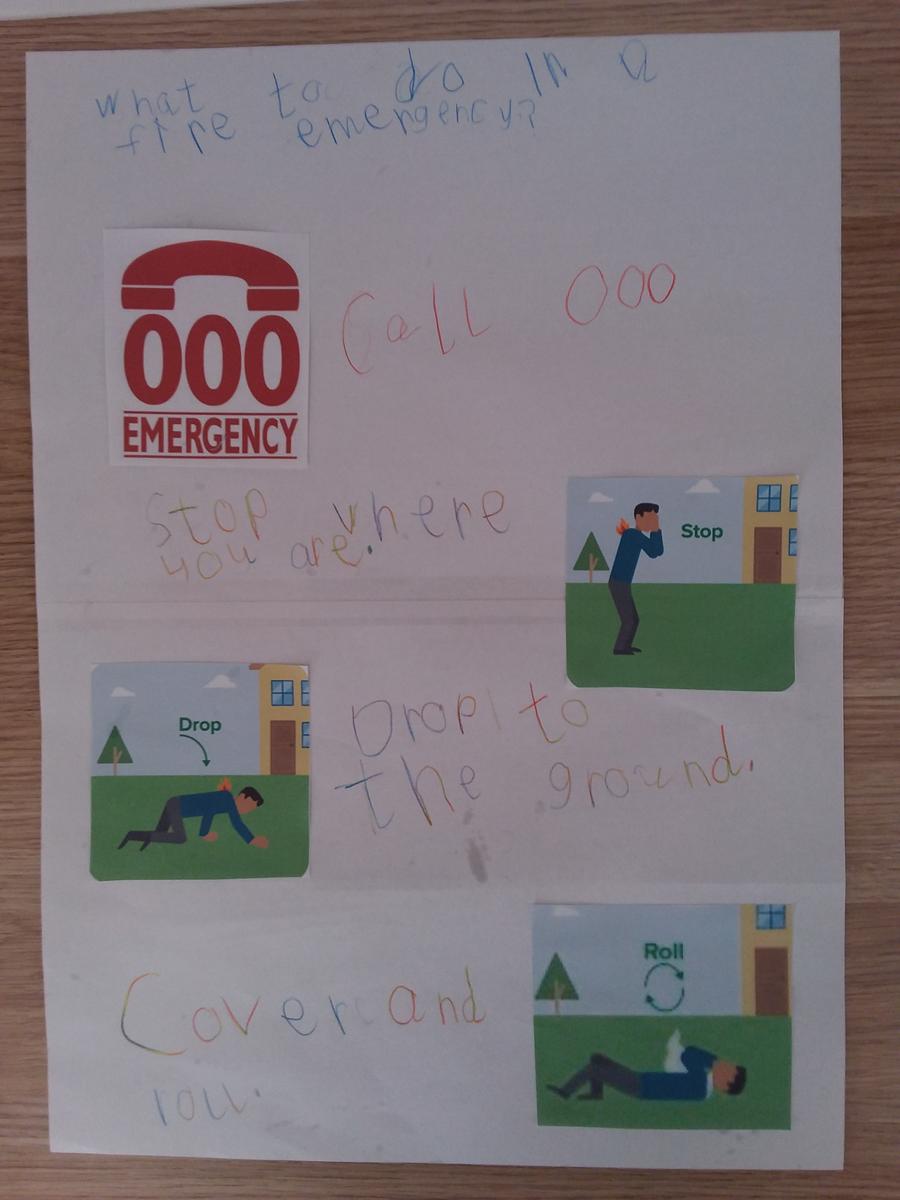 What to do in a
fire emergency?
000
EMERGENCY
Call 000
Stop where
you are.
Stop
Drop
Drop to
the ground.
Cover and
roll.
Roll